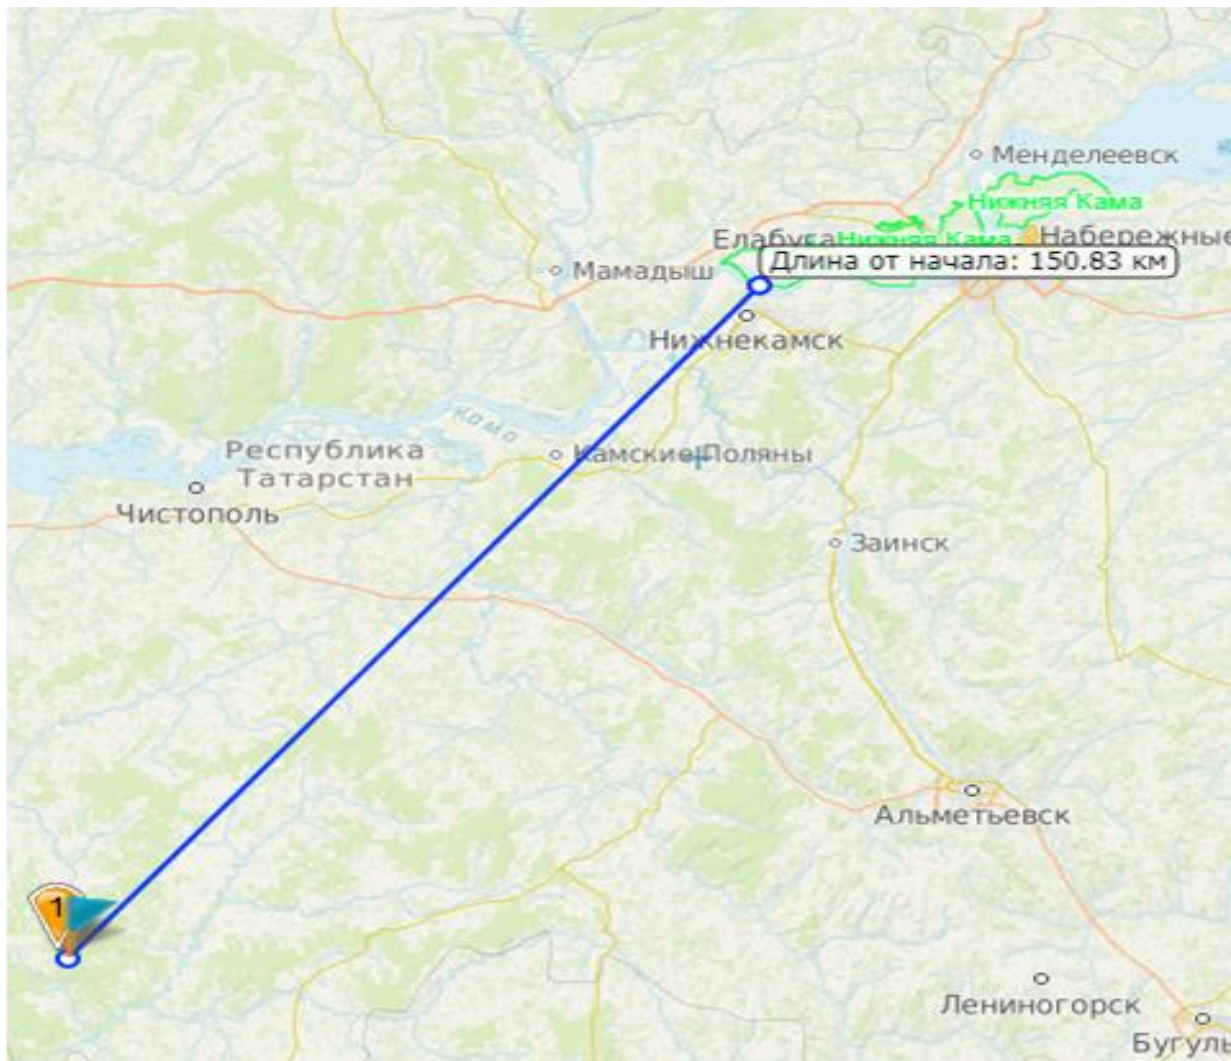 Менделеевск
Нижняя Кама
Елабуга
Нижняя Кама
Набережные
Длина от начала: 150.83 км
Мамадыш
Нижнекамск
Кама
Республика
Татарстан
Камские Поляны
Чистополь
Заинск
Альметьевск
1
Лениногорск
Бугуль